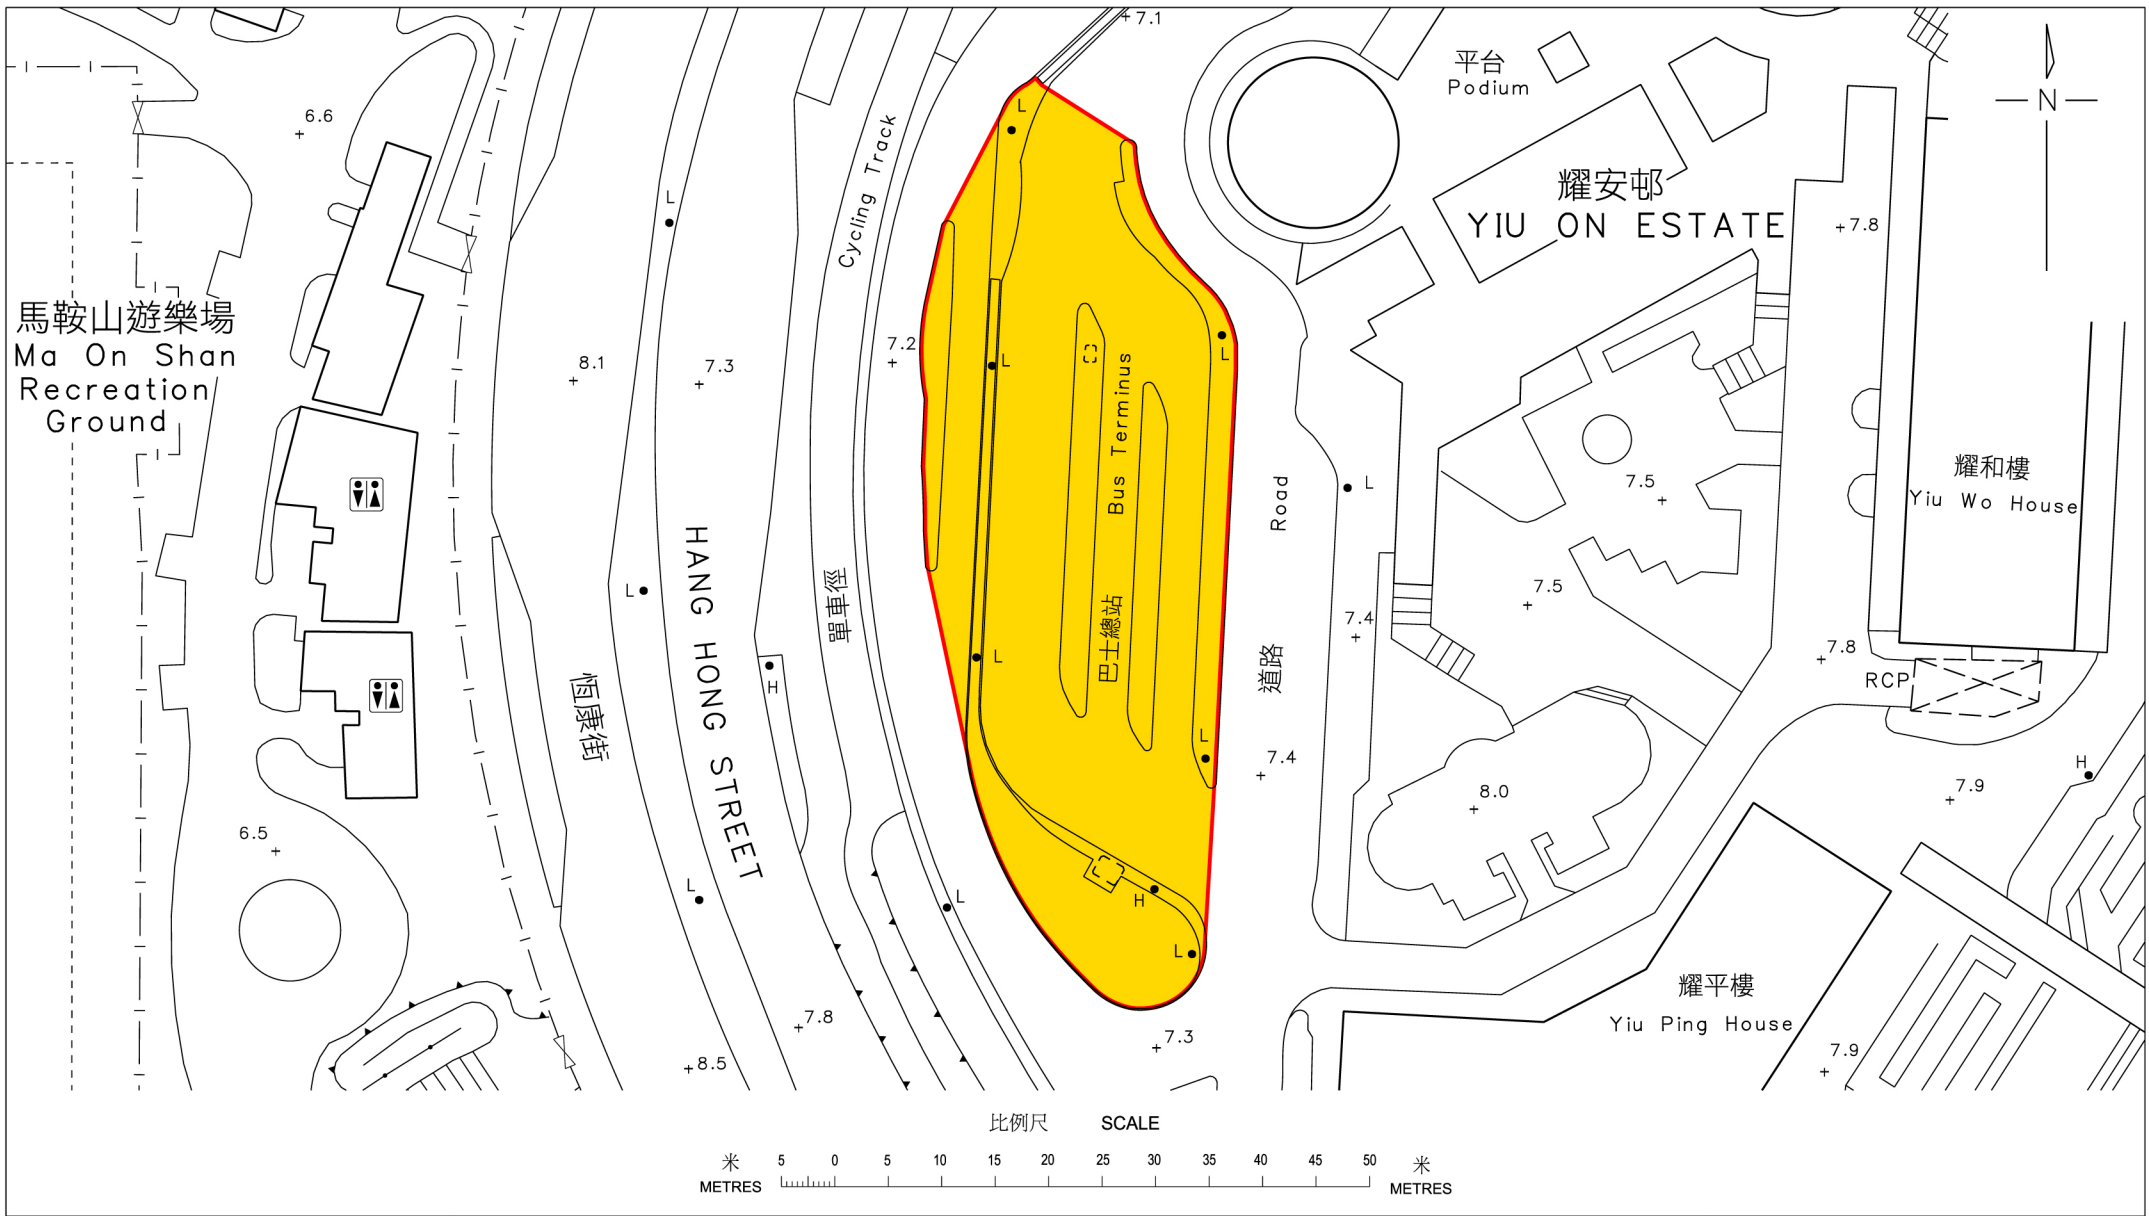 +7.1
平台
Podium
N
+6.6
L
L
Cycling Track
耀安邨
YIU ON ESTATE
+7.8
馬鞍山遊樂場
Ma On Shan
Recreation
Ground
+8.1
+7.3
7.2+
L
L
Bus Terminus
巴士總站
Road
道路
L
7.5+
耀和樓
Yiu Wo House
L
HANG HONG STREET
恆康街
單車徑
H
L
7.4+
7.5+
+7.8
RCP
L
+7.4
+8.0
+7.9
H
6.5+
L
L
H
L
耀平樓
Yiu Ping House
+7.8
+8.5
+7.3
7.9+
比例尺 SCALE
米 5 0 5 10 15 20 25 30 35 40 45 50 米
METRES METRES